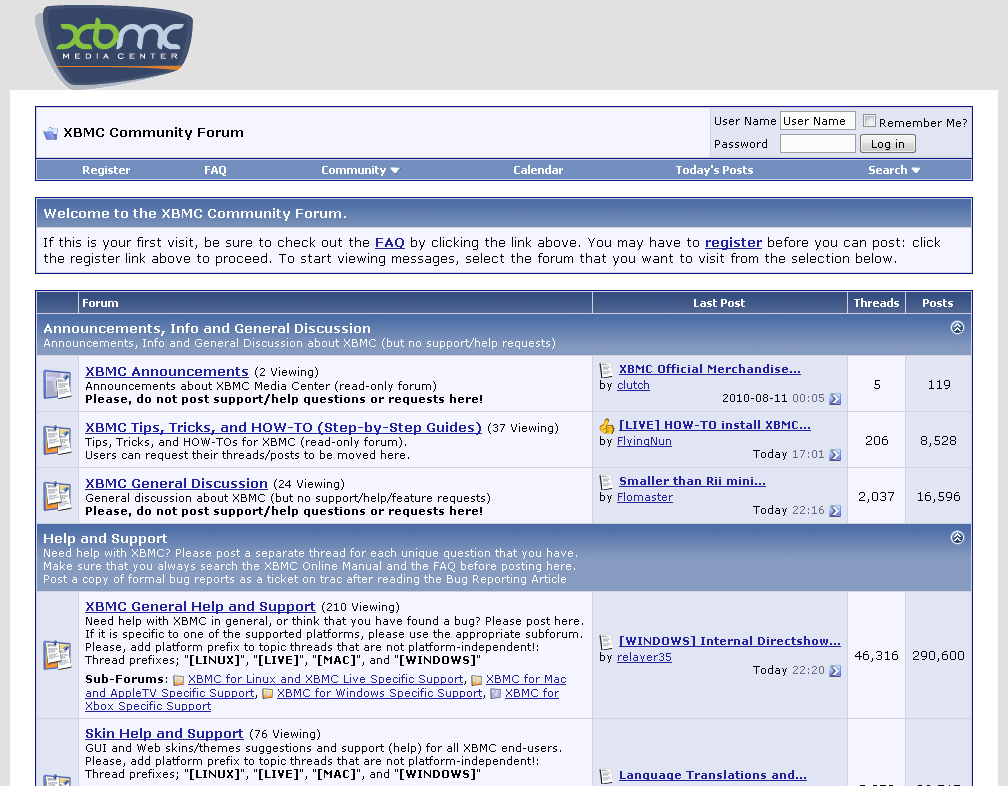 xbmc
MEDIA CENTER
XBMC Community Forum
User Name User Name Remember Me?
Password Log in
Register FAQ Community Calendar Today's Posts Search
Welcome to the XBMC Community Forum.
If this is your first visit, be sure to check out the FAQ by clicking the link above. You may have to register before you can post: click
the register link above to proceed. To start viewing messages, select the forum that you want to visit from the selection below.
Forum Last Post Threads Posts
Announcements, Info and General Discussion
Announcements, Info and General Discussion about XBMC (but no support/help requests)
XBMC Announcements (2 Viewing)
Announcements about XBMC Media Center (read-only forum)
Please, do not post support/help questions or requests here!
XBMC Official Merchandise...
by clutch
2010-08-11 00:05
5
119
XBMC Tips, Tricks, and HOW-TO (Step-by-Step Guides) (37 Viewing)
Tips, Tricks, and HOW-TOs for XBMC (read-only forum).
Users can request their threads/posts to be moved here.
[LIVE] HOW-TO install XBMC...
by FlyingNun
Today 17:01
206
8,528
XBMC General Discussion (24 Viewing)
General discussion about XBMC (but no support/help/feature requests)
Please, do not post support/help questions or requests here!
Smaller than Rii mini...
by Flomaster
Today 22:16
2,037
16,596
Help and Support
Need help with XBMC? Please post a separate thread for each unique question that you have.
Make sure that you always search the XBMC Online Manual and the FAQ before posting here.
Post a copy of formal bug reports as a ticket on trac after reading the Bug Reporting Article
XBMC General Help and Support (210 Viewing)
Need help with XBMC in general, or think that you have found a bug? Please post here.
If it is specific to one of the supported platforms, please use the appropriate subforum.
Please, add platform prefix to topic threads that are not platform-independent!:
Thread prefixes; "[LINUX]", "[LIVE]", "[MAC]", and "[WINDOWS]"
Sub-Forums: XBMC for Linux and XBMC Live Specific Support, XBMC for Mac
and AppleTV Specific Support, XBMC for Windows Specific Support, XBMC for
Xbox Specific Support
[WINDOWS] Internal Directshow...
by relayer35
Today 22:20
46,316
290,600
Skin Help and Support (76 Viewing)
GUI and Web skins/themes suggestions and support (help) for all XBMC end-users.
Please, add platform prefix to topic threads that are not platform-independent!:
Thread prefixes; "[LINUX]", "[LIVE]", "[MAC]", and "[WINDOWS]"
Language Translations and...